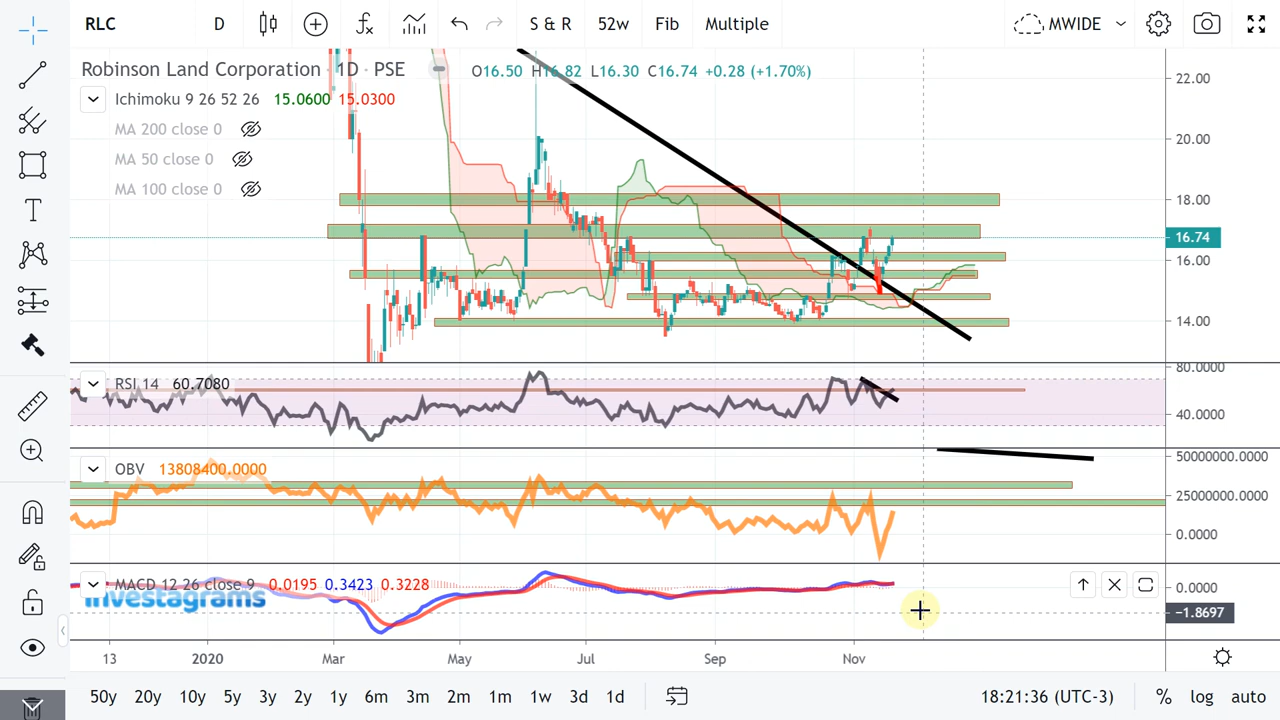 RLC D fx S & R 52w Fib Multiple MWIDE
Robinson Land Corporation · 1D · PSE O16.50 H16.82 L16.30 C16.74 +0.28 (+1.70%)
Ichimoku 9 26 52 26 15.0600 15.0300
MA 200 close 0
MA 50 close 0
MA 100 close 0
22.00
20.00
18.00
16.74
16.00
14.00
RSI 14 60.7080
80.0000
40.0000
OBV 13808400.0000
50000000.0000
25000000.0000
0.0000
MACD 12 26 close 9 0.0195 0.3423 0.3228
0.0000
Investagrams
−1.8697
13 2020 Mar May Jul Sep Nov
50y 20y 10y 5y 3y 2y 1y 6m 3m 2m 1m 1w 3d 1d 18:21:36 (UTC-3) % log auto